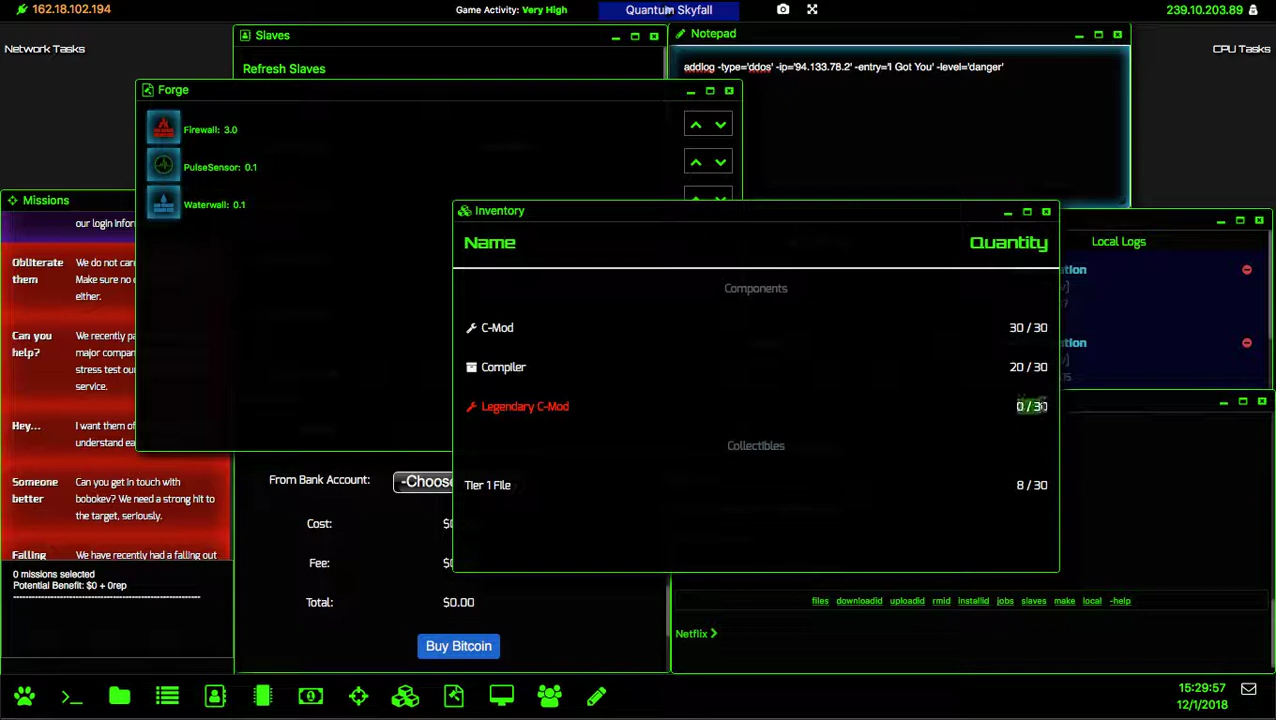 162.18.102.194
Game Activity: Very High
Quantum Skyfall
239.10.203.89
Network Tasks
CPU Tasks
Slaves
Refresh Slaves
Notepad
addlog -type='ddos' -ip='94.133.78.2' -entry='I Got You' -level='danger'
Forge
Firewall: 3.0
PulseSensor: 0.1
Waterwall: 0.1
Missions
our login infor
Obliterate them
We do not car
Make sure no
either.
Can you help?
We recently pa
major compan
stress test our
service.
Hey...
I want them of
understand ea
Someone better
Can you get in touch with
bobokev? We need a strong hit to
the target, seriously.
Falling
We have recently had a falling out
0 missions selected
Potential Benefit: $0 + 0rep
Inventory
Name Quantity
Components
C-Mod 30 / 30
Compiler 20 / 30
Legendary C-Mod 0 / 30
Collectibles
Tier 1 File 8 / 30
Local Logs
From Bank Account: -Choose
Cost: $0
Fee: $0
Total: $0.00
Buy Bitcoin
files downloadid uploadid rmid installid jobs slaves make local -help
Netflix >
15:29:57
12/1/2018